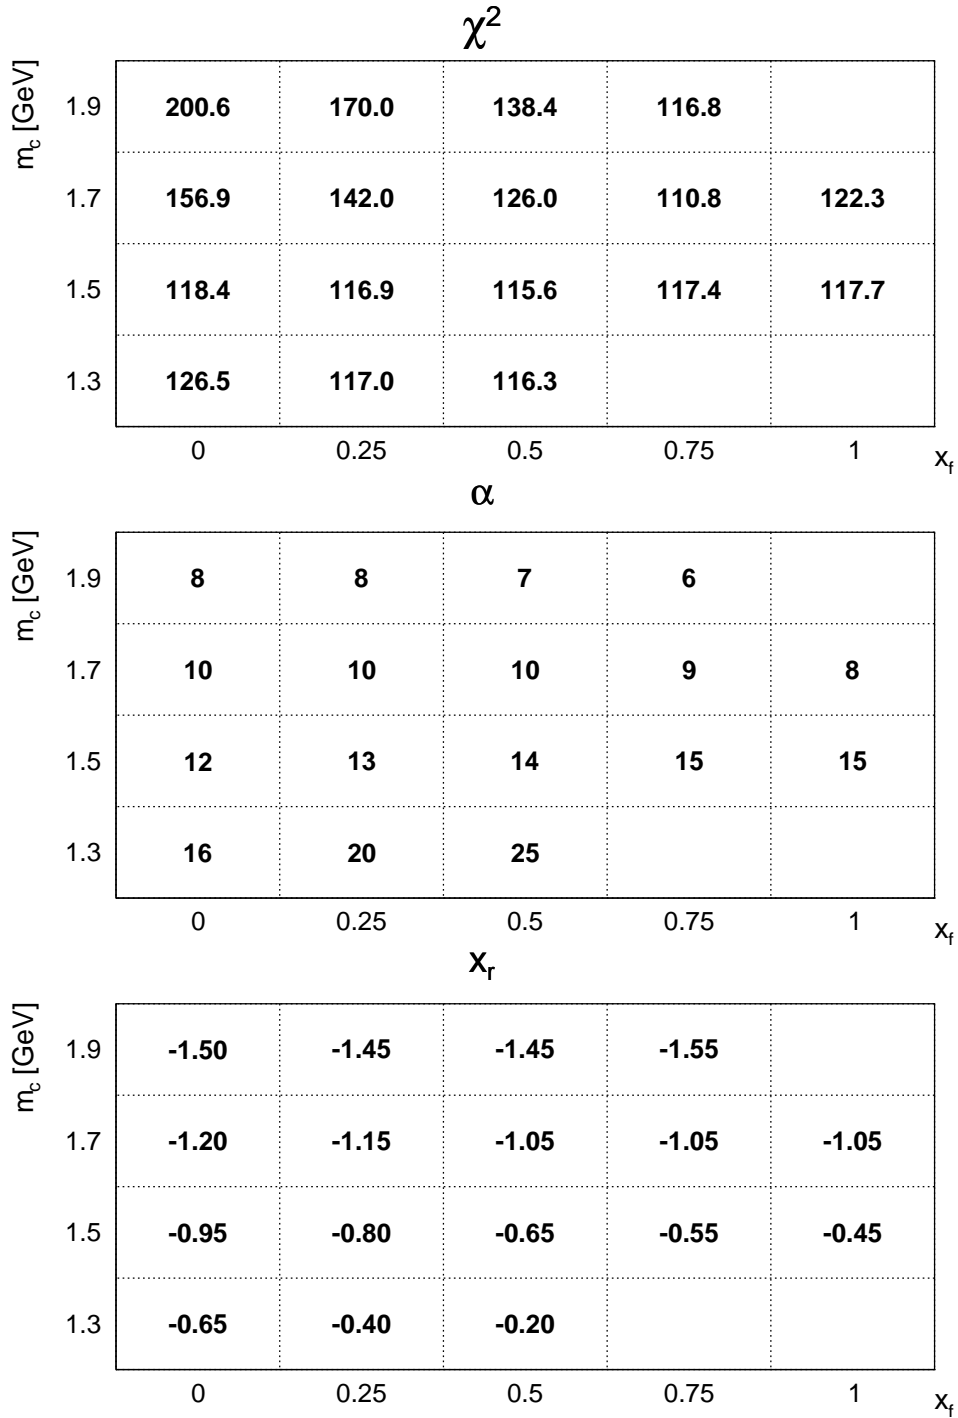 χ²
m_c [GeV]
1.9 200.6 170.0 138.4 116.8
1.7 156.9 142.0 126.0 110.8 122.3
1.5 118.4 116.9 115.6 117.4 117.7
1.3 126.5 117.0 116.3
0 0.25 0.5 0.75 1 x_f
α
m_c [GeV]
1.9 8 8 7 6
1.7 10 10 10 9 8
1.5 12 13 14 15 15
1.3 16 20 25
0 0.25 0.5 0.75 1 x_f
x_r
m_c [GeV]
1.9 -1.50 -1.45 -1.45 -1.55
1.7 -1.20 -1.15 -1.05 -1.05 -1.05
1.5 -0.95 -0.80 -0.65 -0.55 -0.45
1.3 -0.65 -0.40 -0.20
0 0.25 0.5 0.75 1 x_f